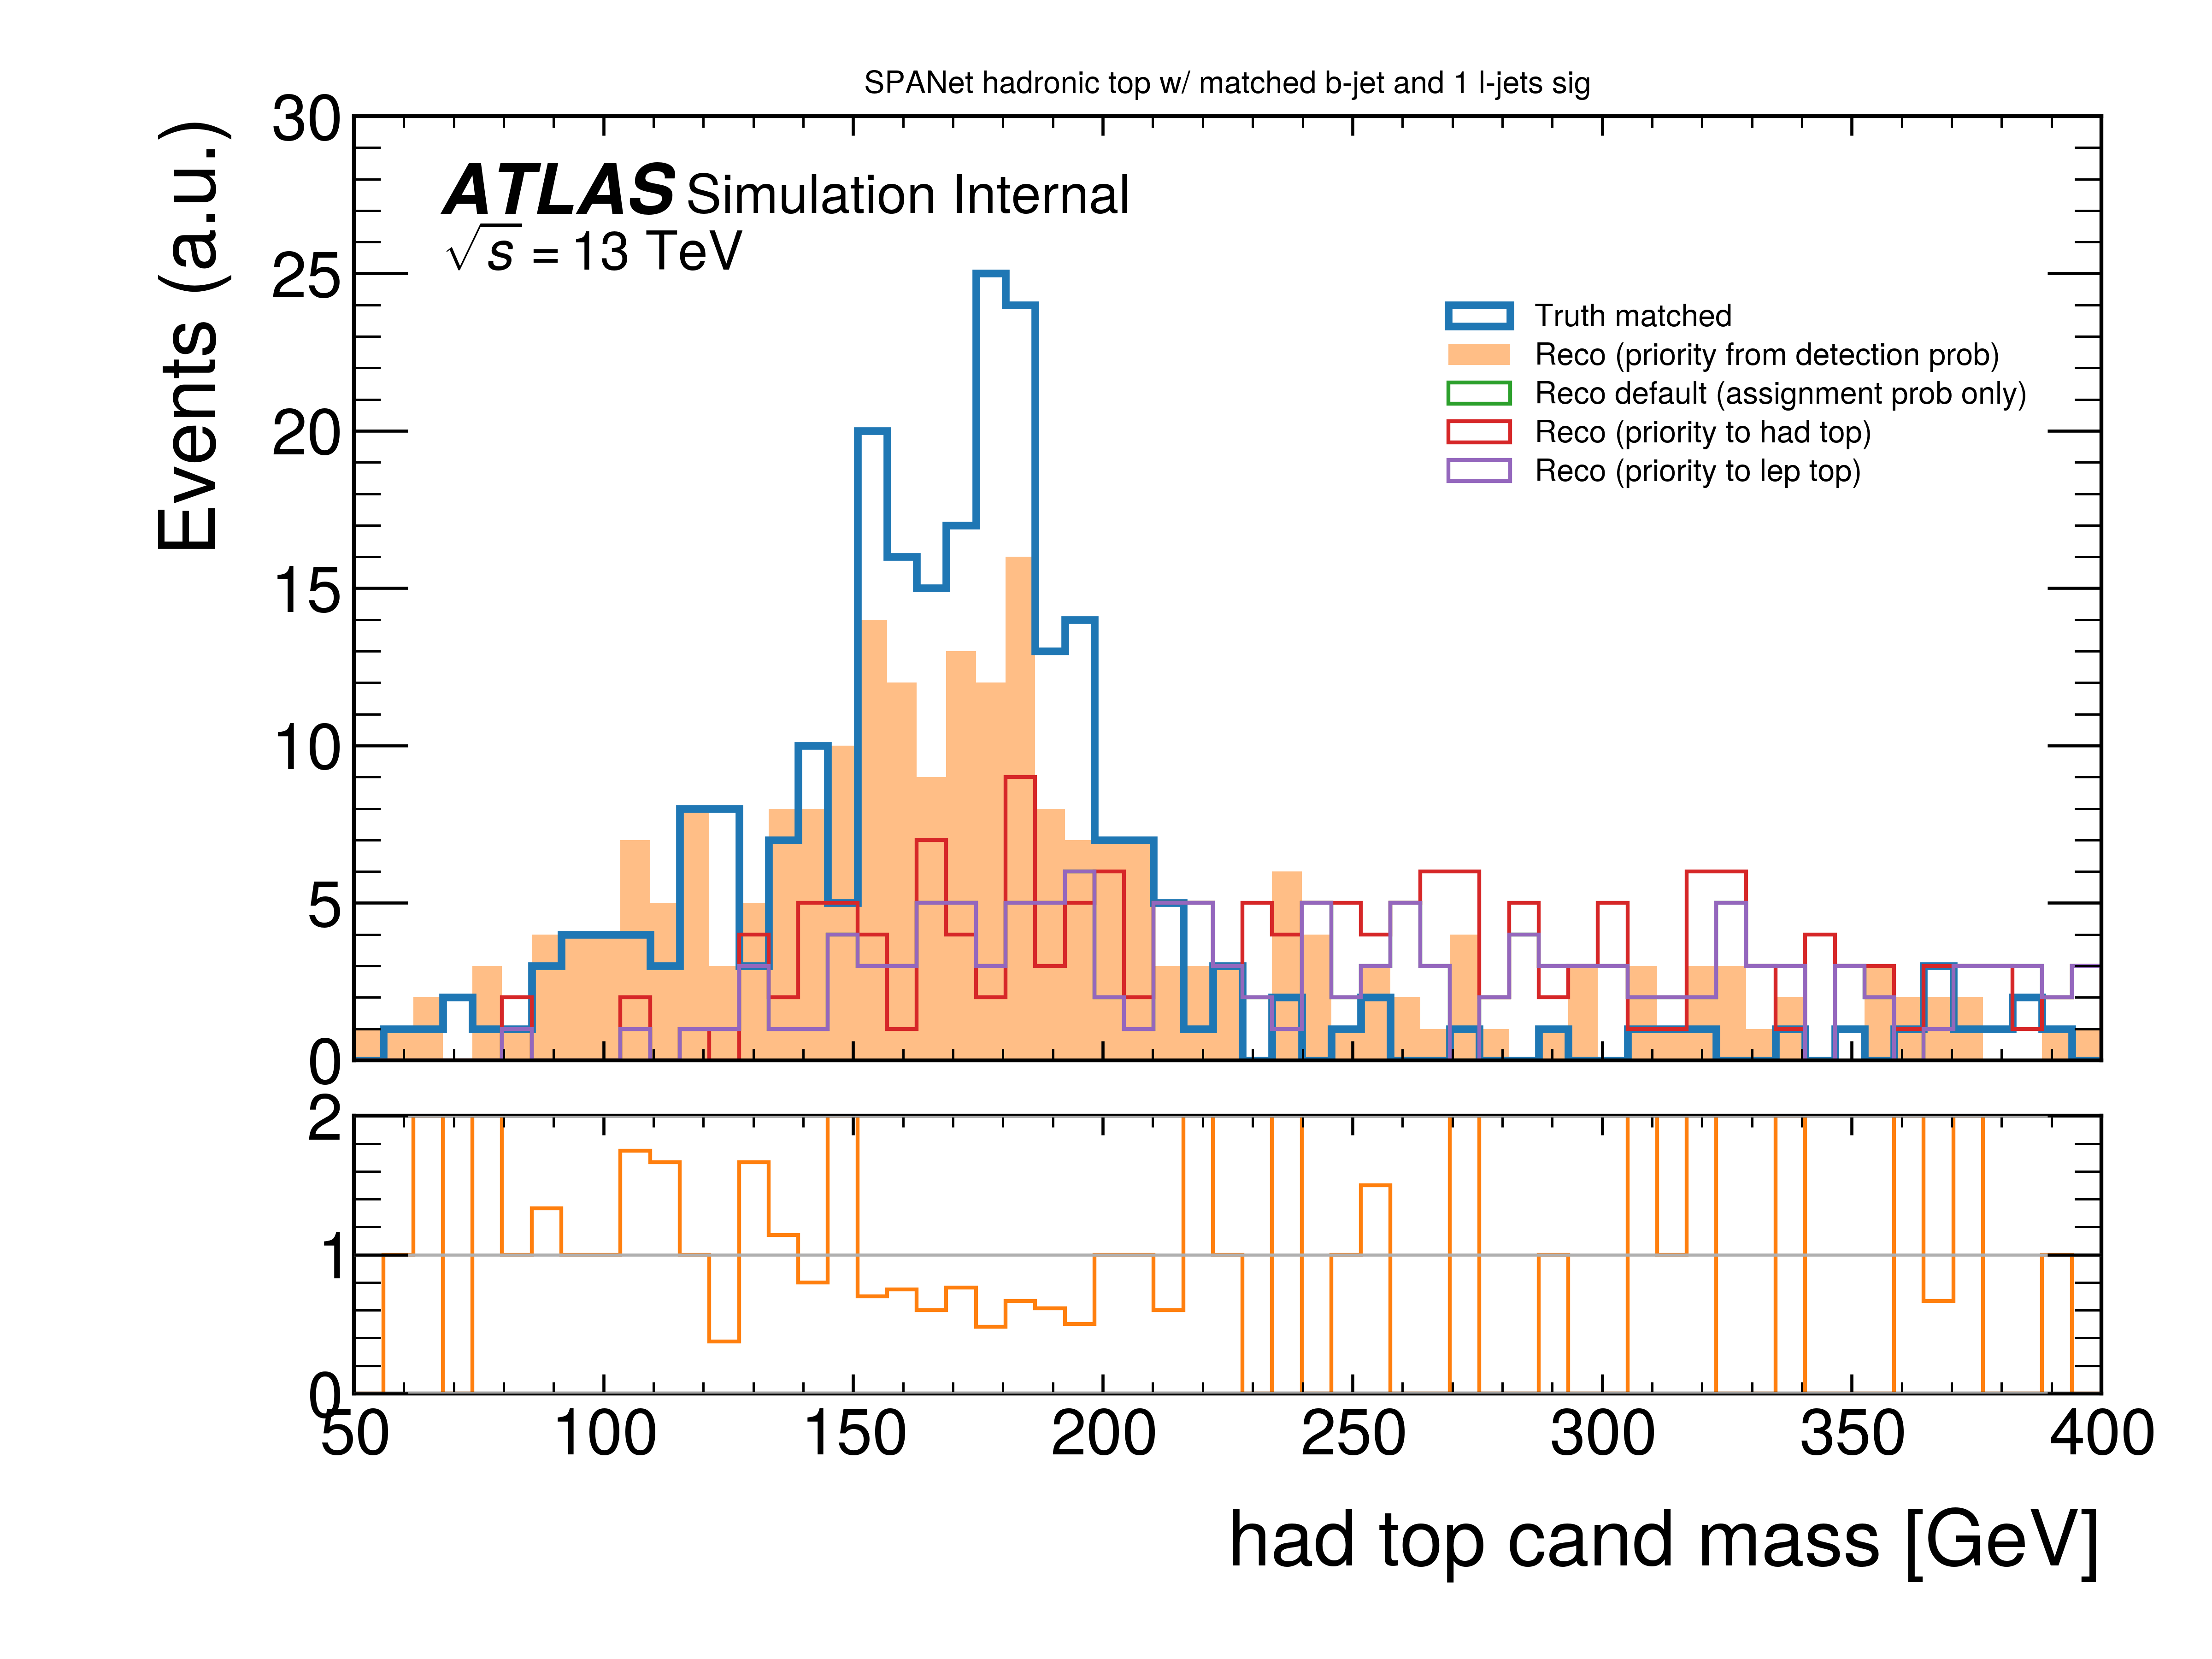 SPANet hadronic top w/ matched b-jet and 1 l-jets sig
30
25
20
15
10
5
0
Events (a.u.)
ATLAS Simulation Internal
√s = 13 TeV
Truth matched
Reco (priority from detection prob)
Reco default (assignment prob only)
Reco (priority to had top)
Reco (priority to lep top)
2
1
0
50 100 150 200 250 300 350 400
had top cand mass [GeV]